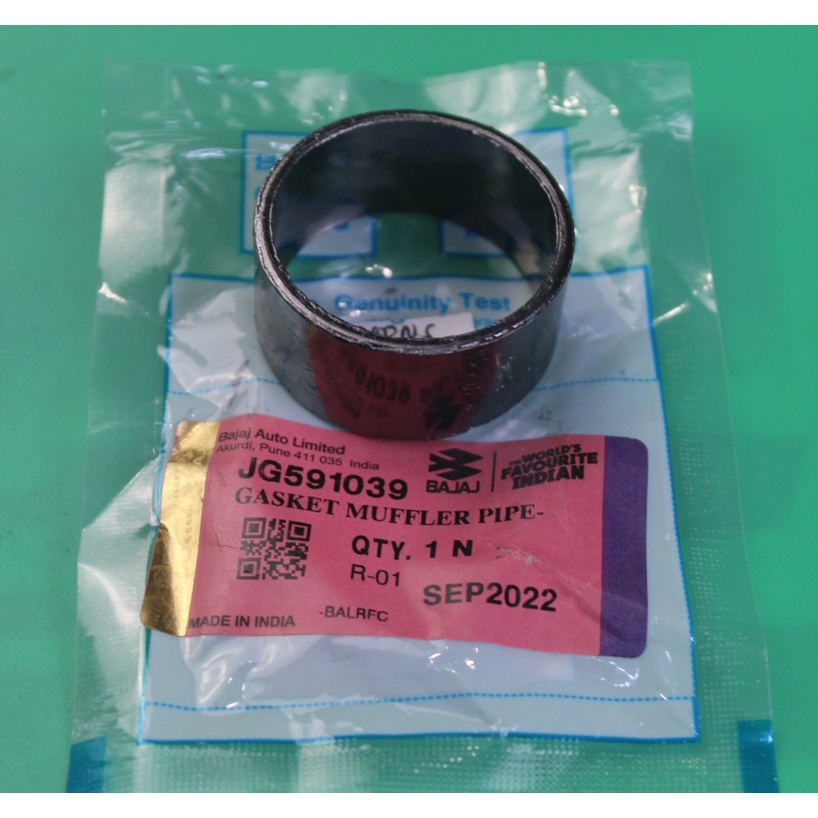 Genuinity Test
Bajaj Auto Limited
Akurdi, Pune 411 035 India
JG591039
GASKET MUFFLER PIPE-
BAJAJ
THE WORLD'S
FAVOURITE
INDIAN
QTY. 1 N
R-01
SEP2022
MADE IN INDIA
-BALRFC